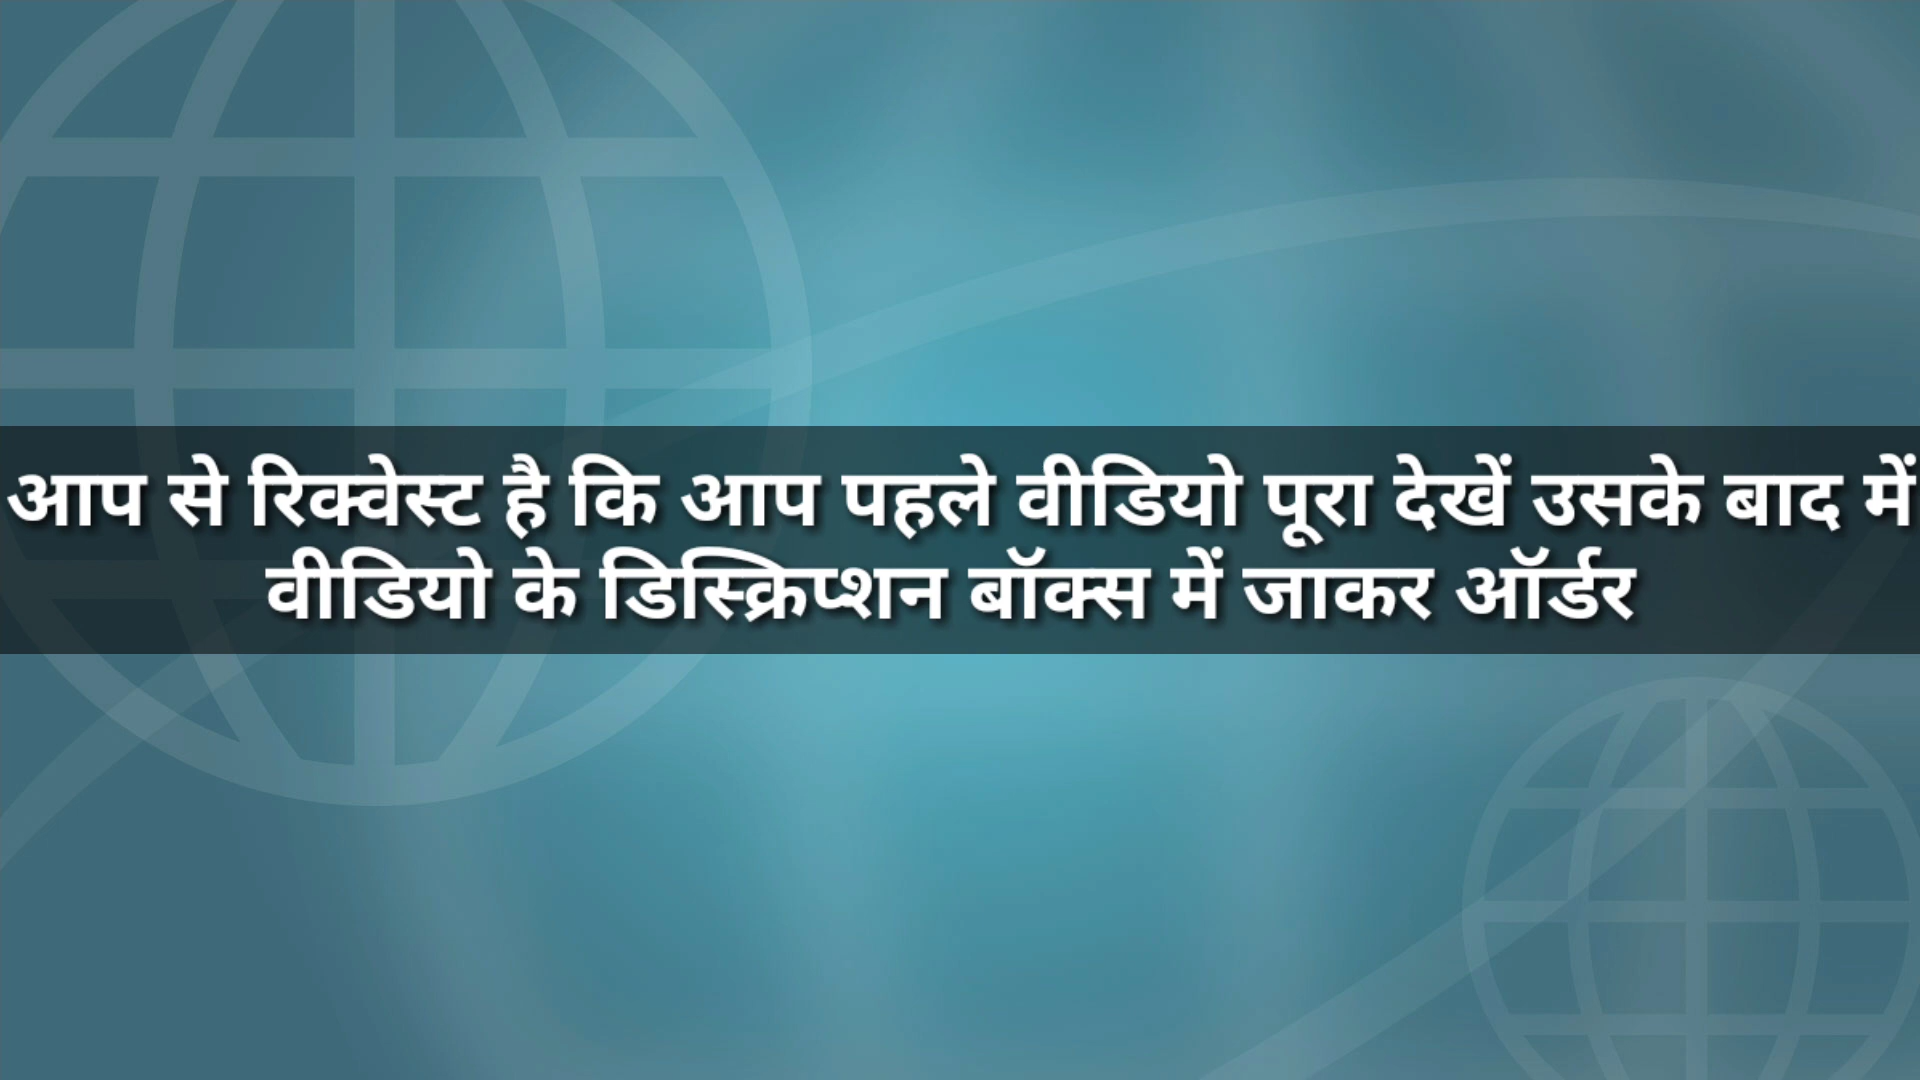 आप से रिक्वेस्ट है कि आप पहले वीडियो पूरा देखें उसके बाद में
वीडियो के डिस्क्रिप्शन बॉक्स में जाकर ऑर्डर